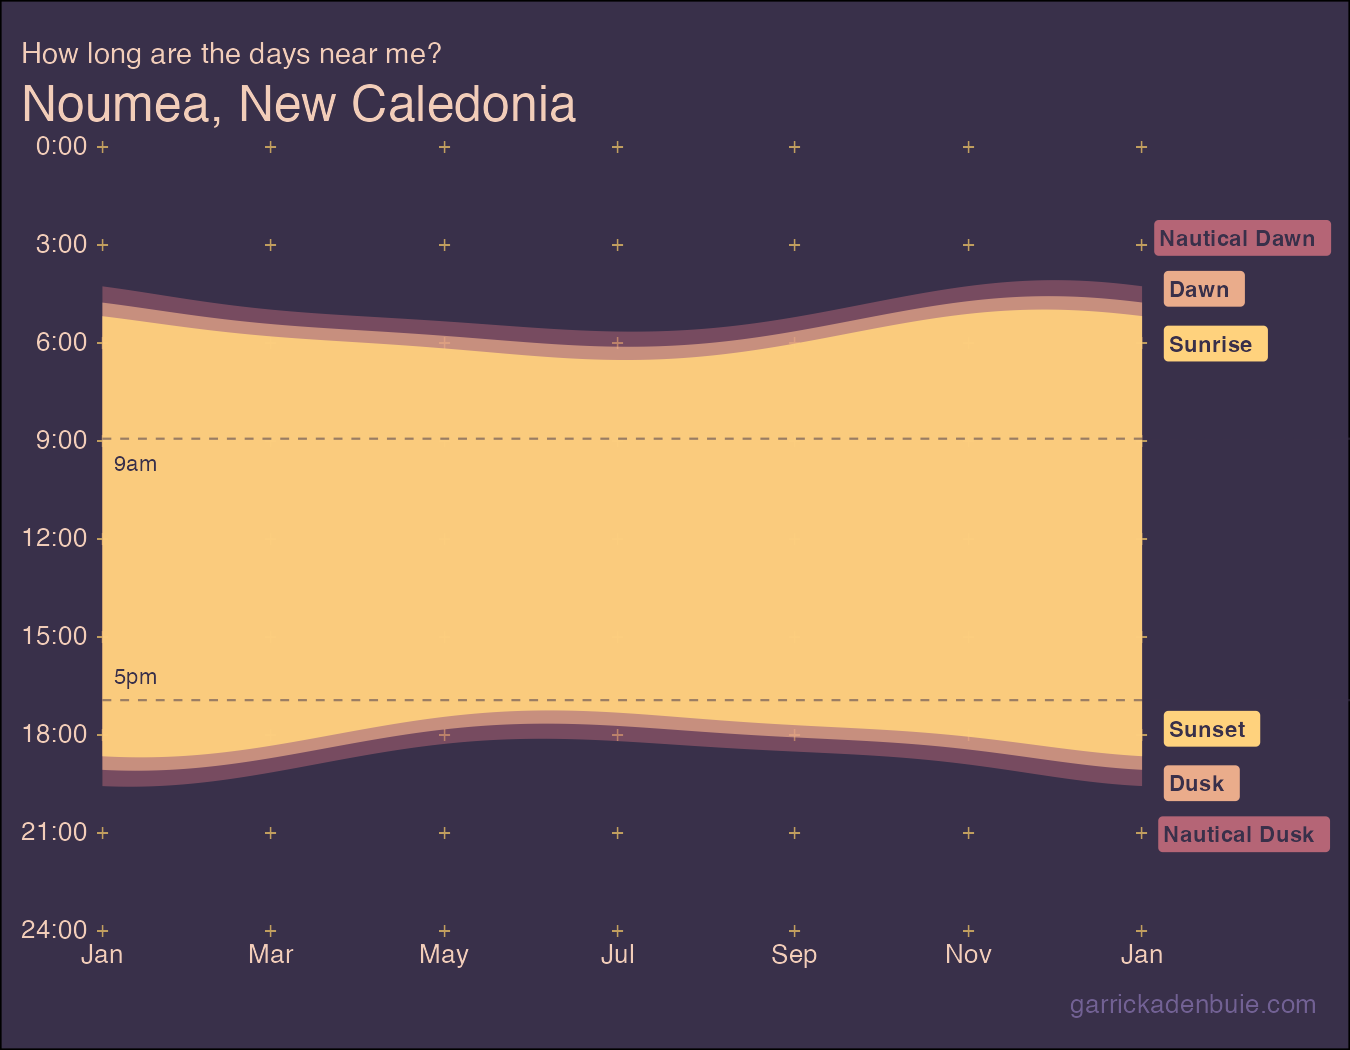 How long are the days near me?
Noumea, New Caledonia
0:00
3:00
6:00
9:00
12:00
15:00
18:00
21:00
24:00
9am
5pm
Nautical Dawn
Dawn
Sunrise
Sunset
Dusk
Nautical Dusk
Jan Mar May Jul Sep Nov Jan
garrickadenbuie.com